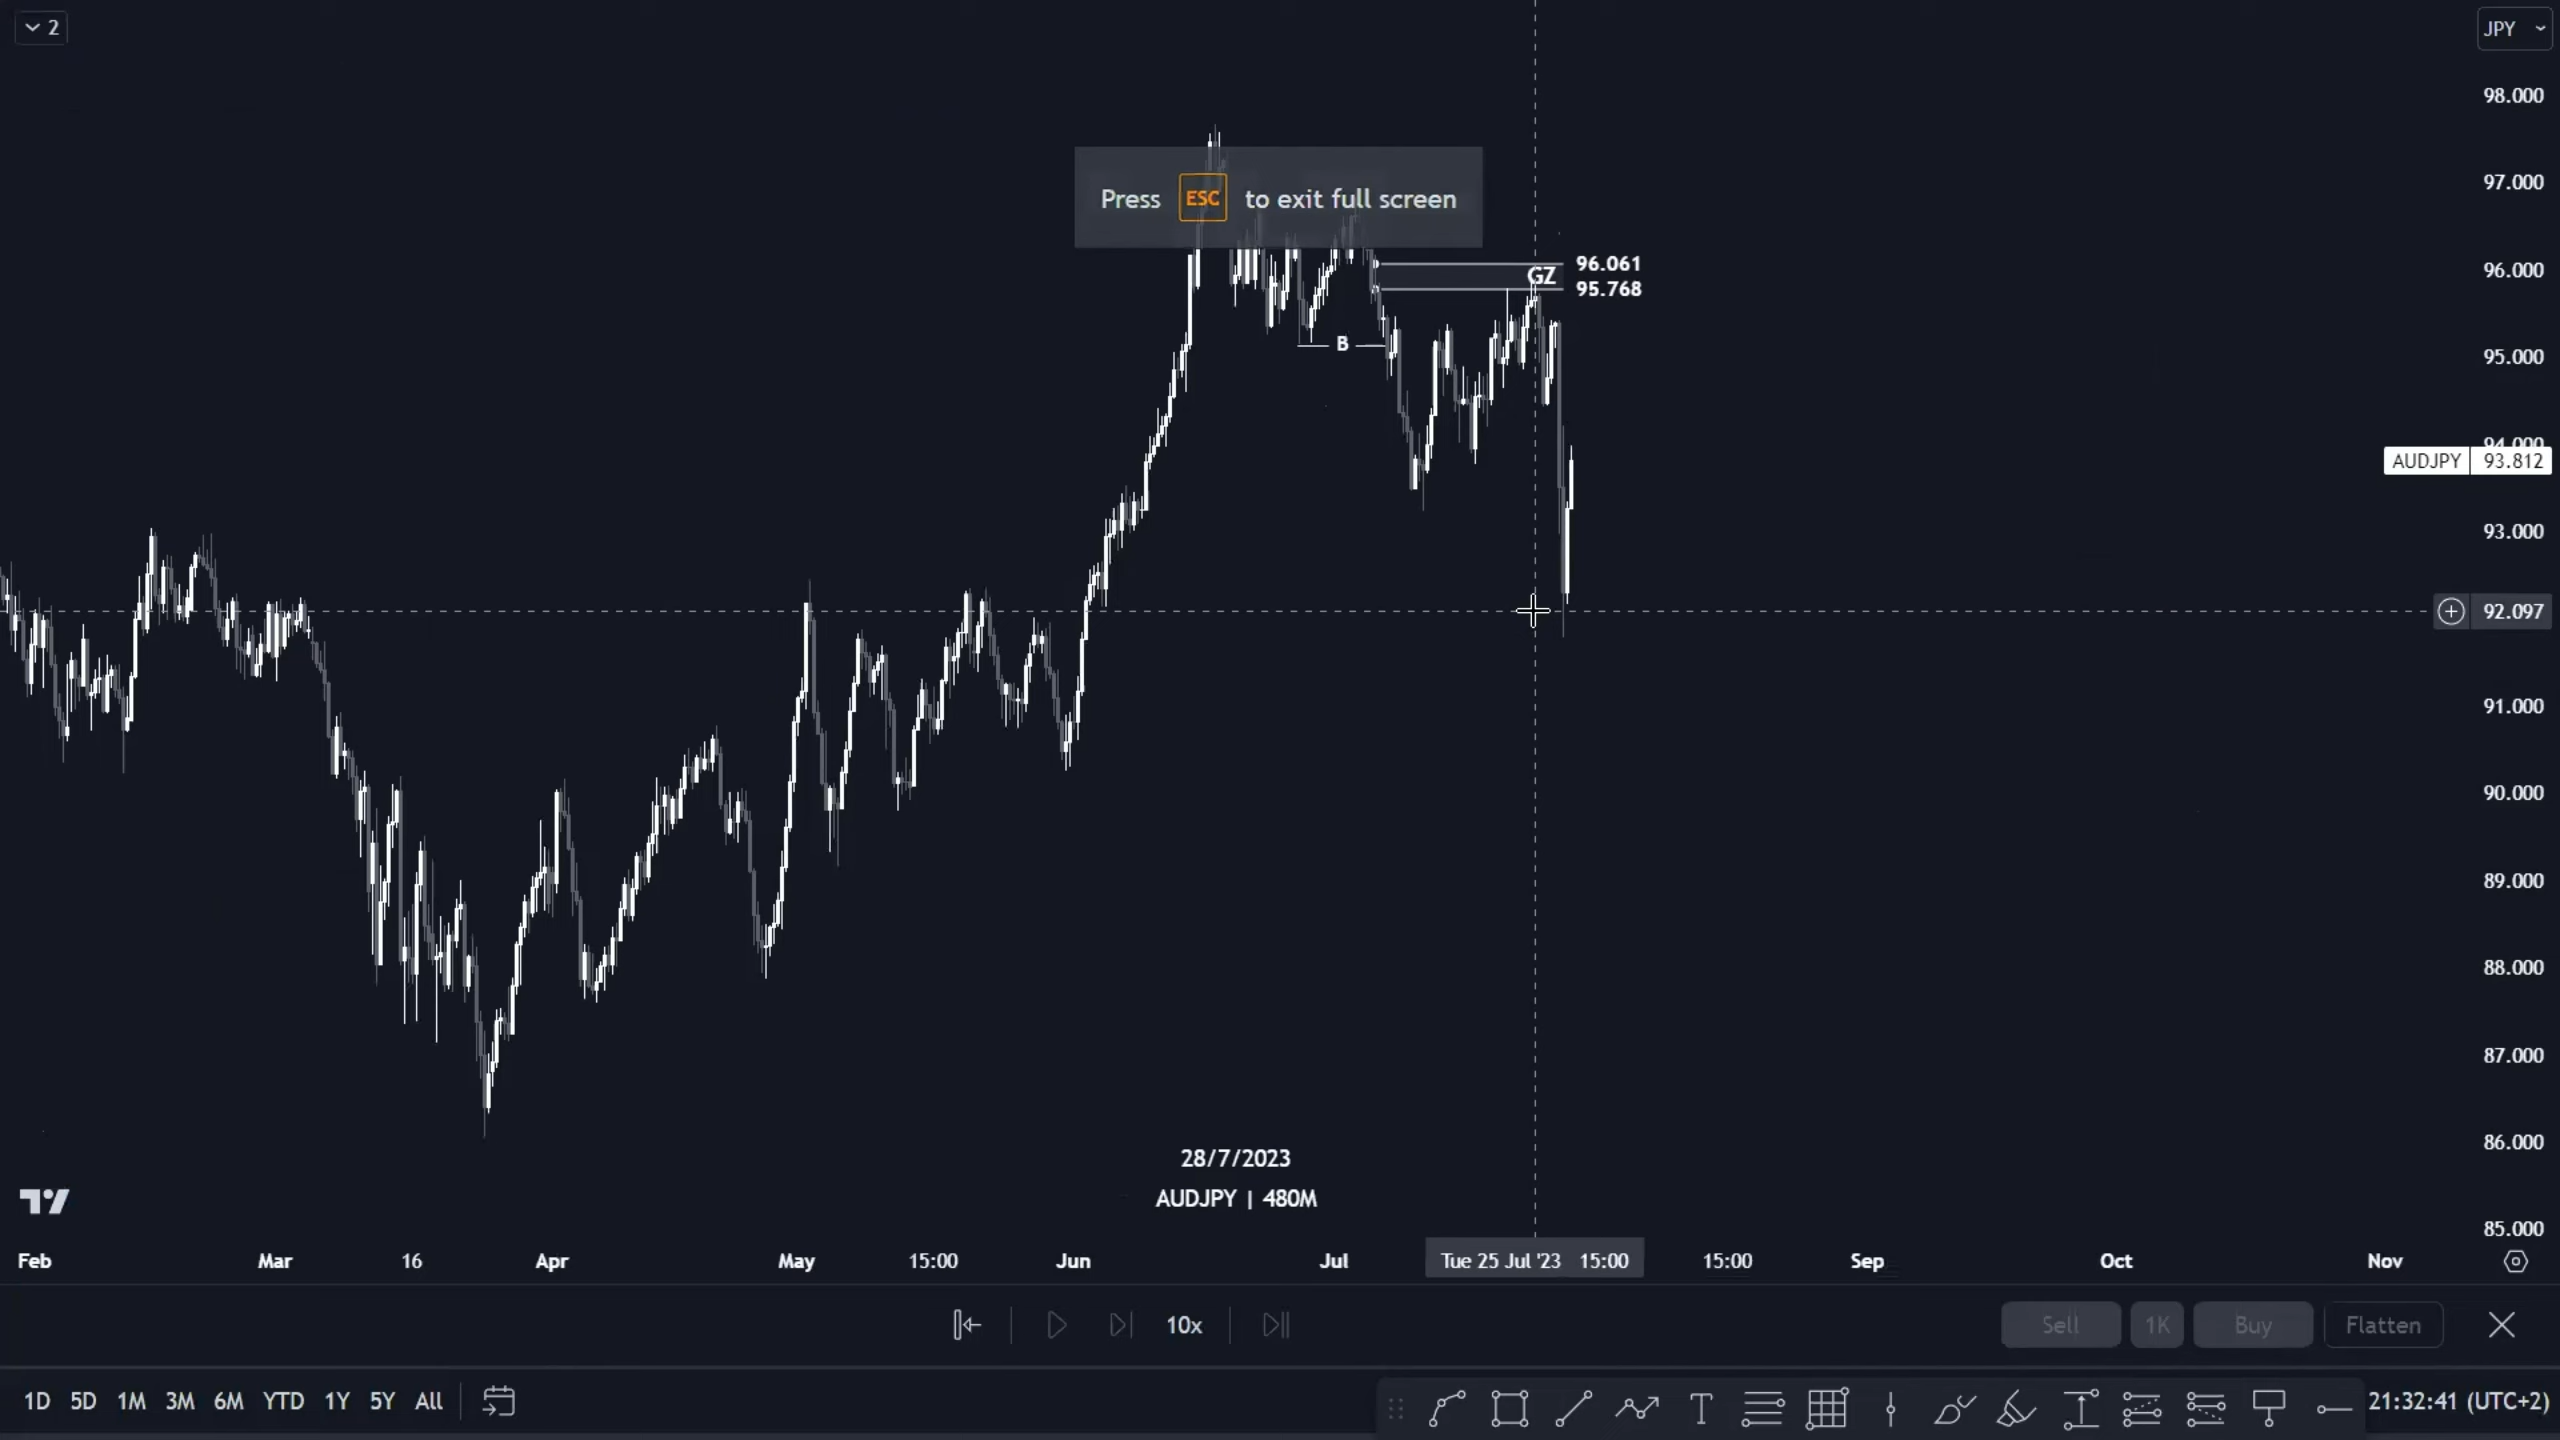 2
JPY
98.000
97.000
Press ESC to exit full screen
96.061
GZ
95.768
96.000
B
95.000
94.000
AUDJPY 93.812
93.000
92.097
91.000
90.000
89.000
88.000
87.000
86.000
85.000
28/7/2023
AUDJPY | 480M
Feb Mar 16 Apr May 15:00 Jun Jul Tue 25 Jul '23 15:00 15:00 Sep Oct Nov
10x Sell 1K Buy Flatten
1D 5D 1M 3M 6M YTD 1Y 5Y All T 21:32:41 (UTC+2)